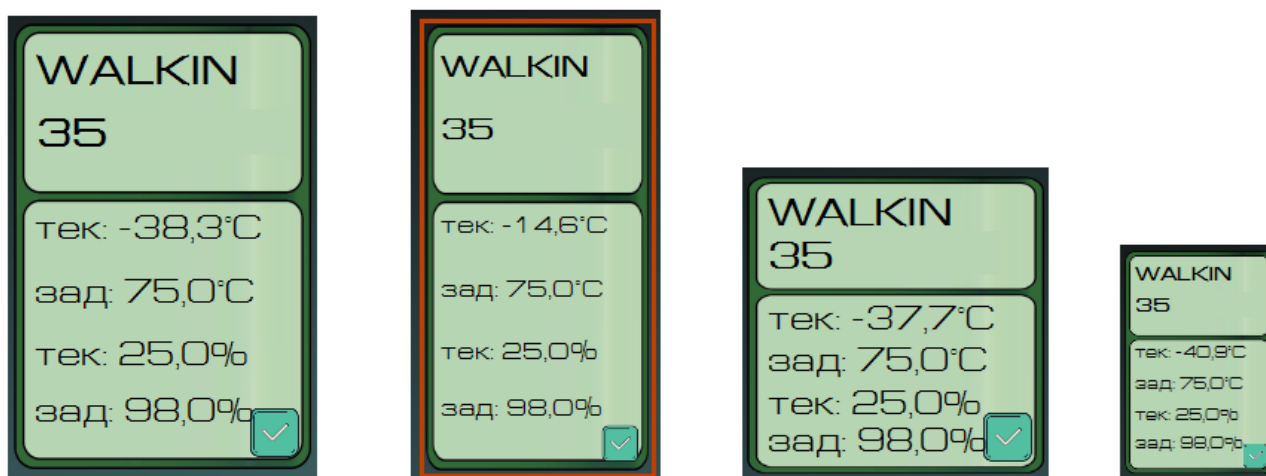 WALKIN
35
тек: -38,3°C
зад: 75,0°C
тек: 25,0%
зад: 98,0%
WALKIN
35
тек: -14,6°C
зад: 75,0°C
тек: 25,0%
зад: 98,0%
WALKIN
35
тек: -37,7°C
зад: 75,0°C
тек: 25,0%
зад: 98,0%
WALKIN
35
тек: -40,9°C
зад: 75,0°C
тек: 25,0%
зад: 98,0%